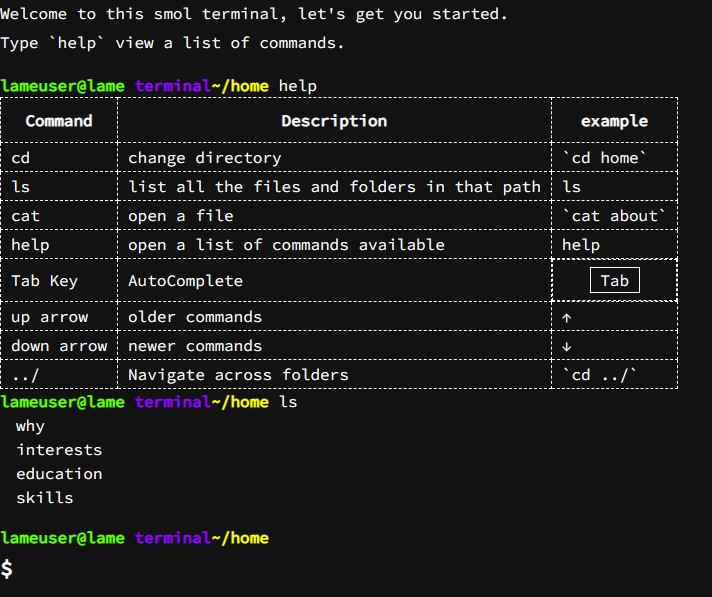 Welcome to this smol terminal, let's get you started.
Type `help` view a list of commands.
lameuser@lame terminal~/home help
Command Description example
cd change directory `cd home`
ls list all the files and folders in that path ls
cat open a file `cat about`
help open a list of commands available help
Tab Key AutoComplete Tab
up arrow older commands ↑
down arrow newer commands ↓
../ Navigate across folders `cd ../`
lameuser@lame terminal~/home ls
why
interests
education
skills
lameuser@lame terminal~/home
$